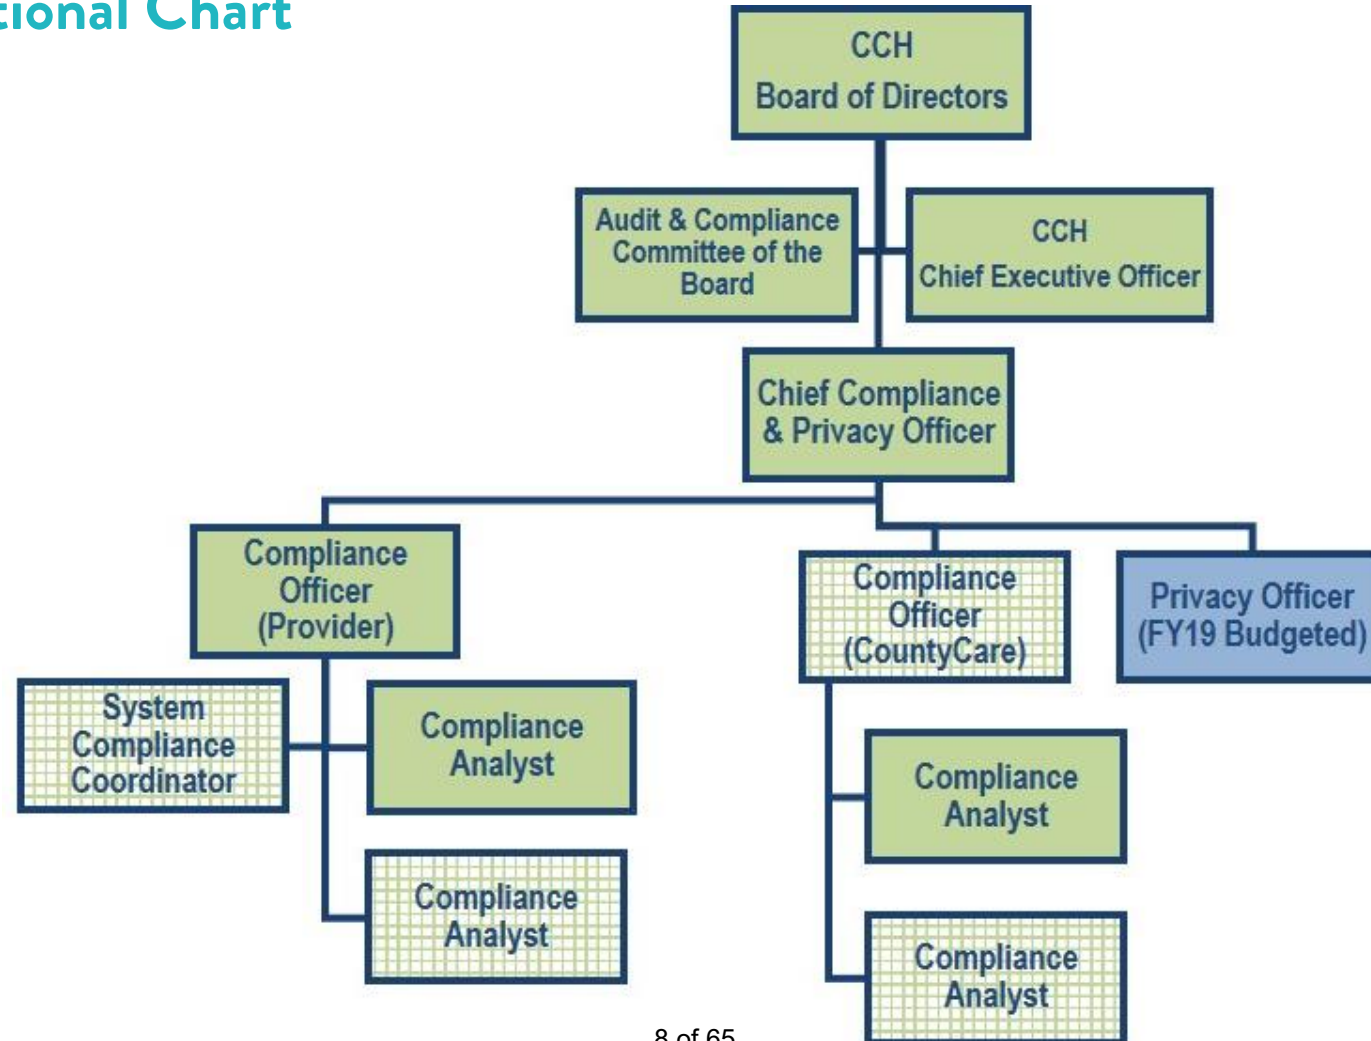 tional Chart
CCH
Board of Directors
Audit & Compliance
Committee of the
Board
CCH
Chief Executive Officer
Chief Compliance
& Privacy Officer
Compliance
Officer
(Provider)
Compliance
Officer
(CountyCare)
Privacy Officer
(FY19 Budgeted)
System
Compliance
Coordinator
Compliance
Analyst
Compliance
Analyst
Compliance
Analyst
Compliance
Analyst
8 of 65